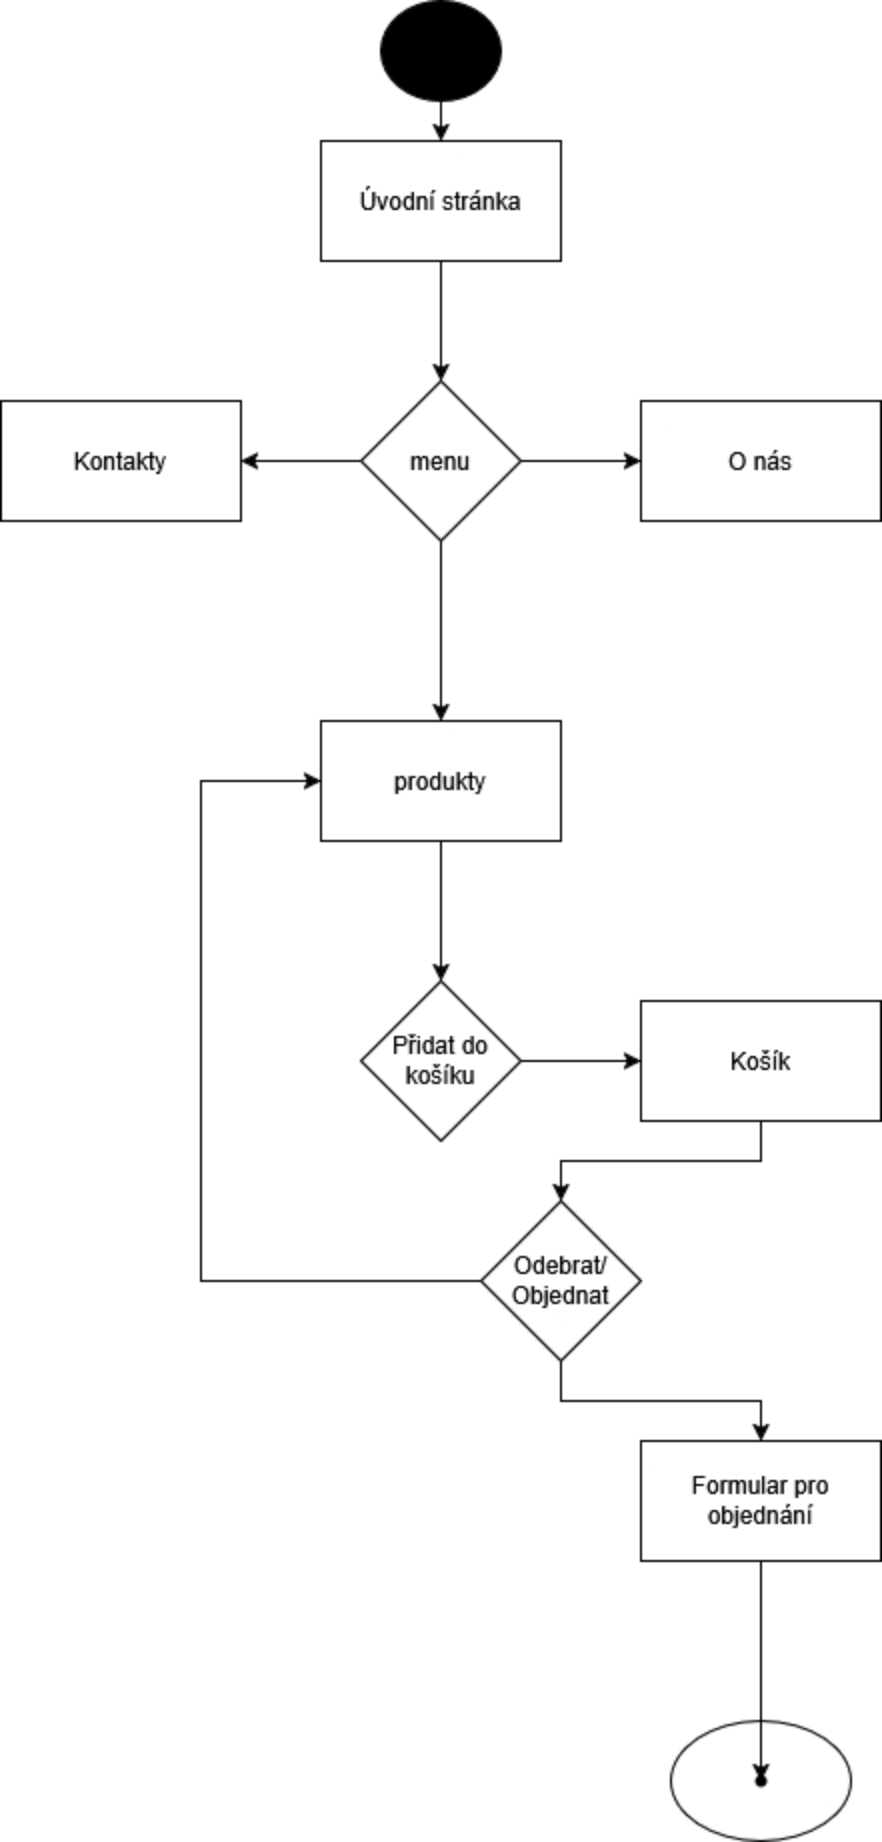 Úvodní stránka
Kontakty
menu
O nás
produkty
Přidat do
košíku
Košík
Odebrat/
Objednat
Formular pro
objednání